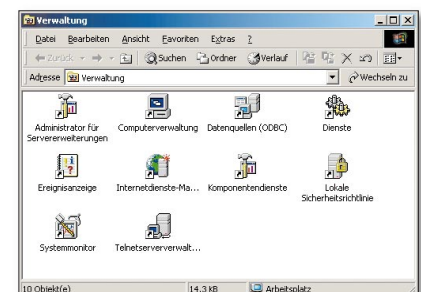 Verwaltung
Datei Bearbeiten Ansicht Favoriten Extras ?
Zurück Suchen Ordner Verlauf
Adresse Verwaltung Wechseln zu
Administrator für Servererweiterungen
Computerverwaltung
Datenquellen (ODBC)
Dienste
Ereignisanzeige
Internetdienste-Ma...
Komponentendienste
Lokale Sicherheitsrichtlinie
Systemmonitor
Telnetserververwalt...
10 Objekt(e) 14,3 KB Arbeitsplatz